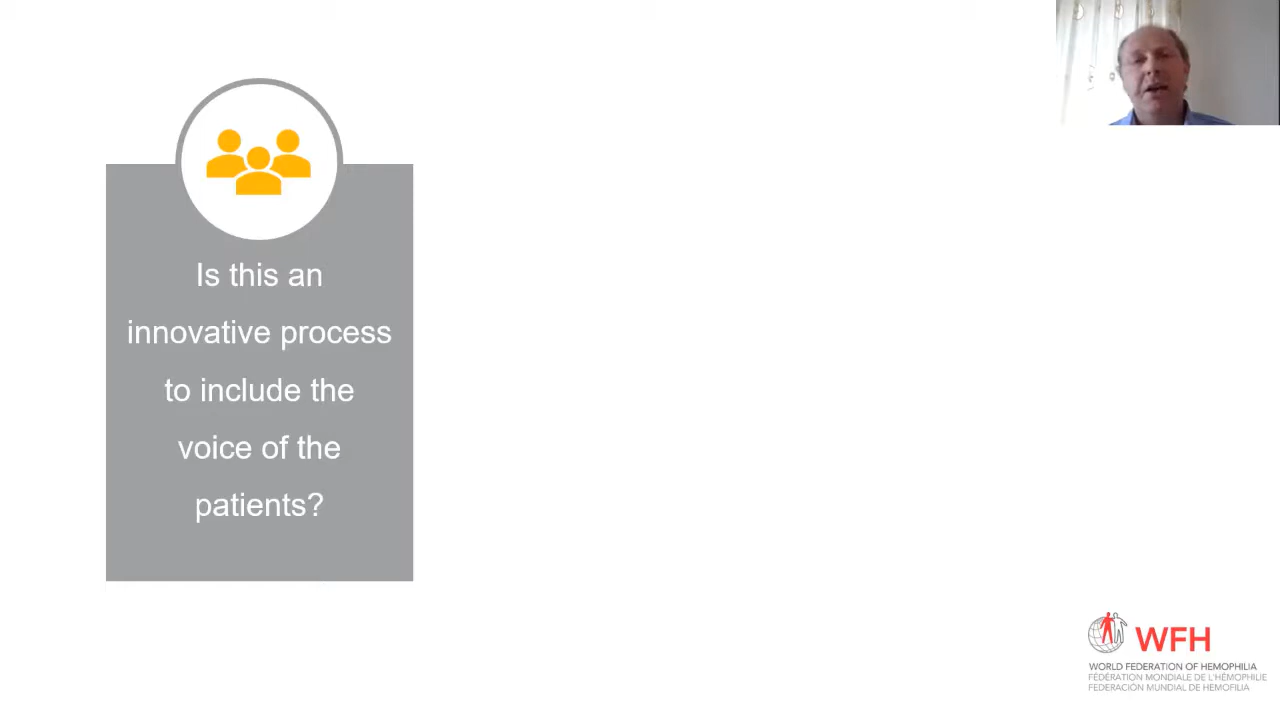 Is this an
innovative process
to include the
voice of the
patients?
WFH
WORLD FEDERATION OF HEMOPHILIA
FÉDÉRATION MONDIALE DE L'HÉMOPHILIE
FEDERACIÓN MUNDIAL DE HEMOFILIA